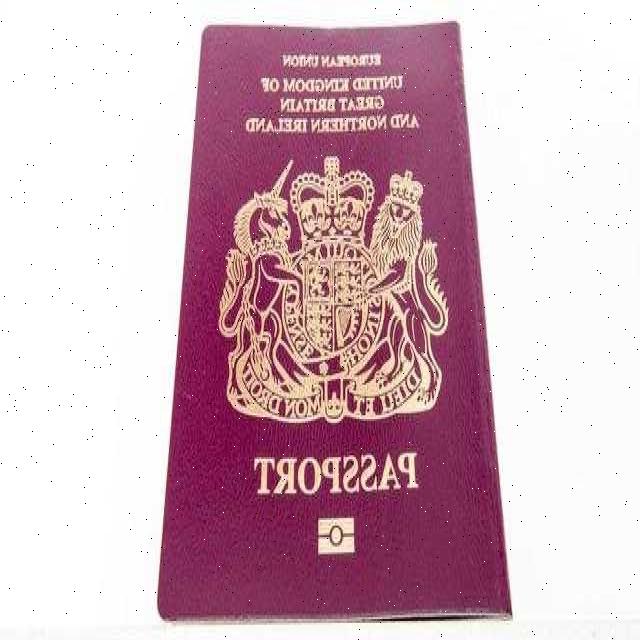 EUROPEAN UNION
UNITED KINGDOM OF
GREAT BRITAIN
AND NORTHERN IRELAND
DIEU ET MON DROIT
PASSPORT